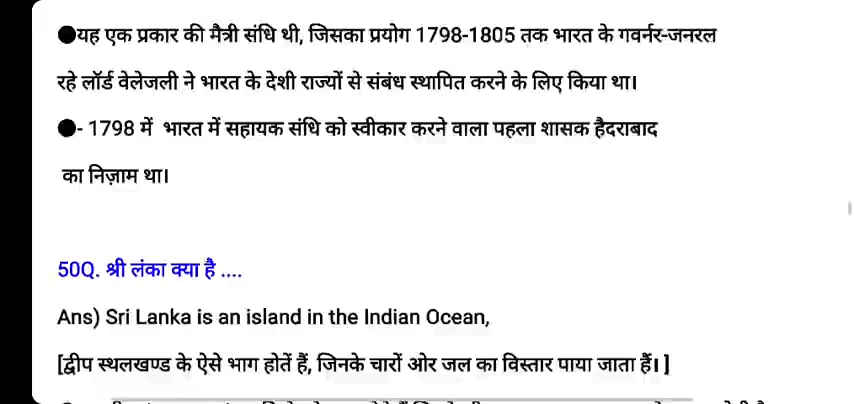 ●यह एक प्रकार की मैत्री संधि थी, जिसका प्रयोग 1798-1805 तक भारत के गवर्नर-जनरल
रहे लॉर्ड वेलेजली ने भारत के देशी राज्यों से संबंध स्थापित करने के लिए किया था।
●- 1798 में भारत में सहायक संधि को स्वीकार करने वाला पहला शासक हैदराबाद
का निज़ाम था।
50Q. श्री लंका क्या है ....
Ans) Sri Lanka is an island in the Indian Ocean,
[द्वीप स्थलखण्ड के ऐसे भाग होतें हैं, जिनके चारों ओर जल का विस्तार पाया जाता हैं। ]